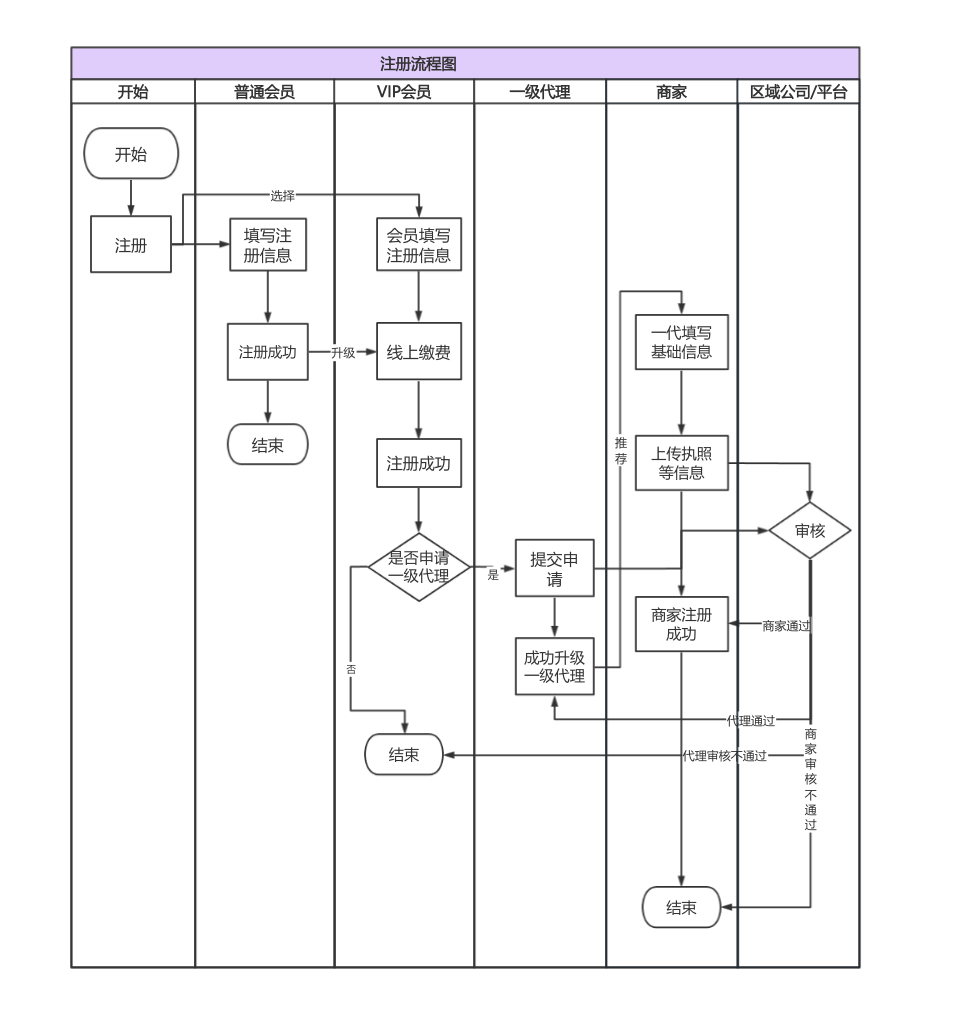 注册流程图
开始
普通会员
VIP会员
一级代理
商家
区域公司/平台
开始
选择
注册
填写注
册信息
会员填写
注册信息
一代填写
基础信息
注册成功
升级
线上缴费
结束
注册成功
推
荐
上传执照
等信息
审核
是否申请
一级代理
是
提交申
请
商家注册
成功
商家通过
成功升级
一级代理
否
代理通过
结束
代理审核不通过
商
家
审
核
不
通
过
结束